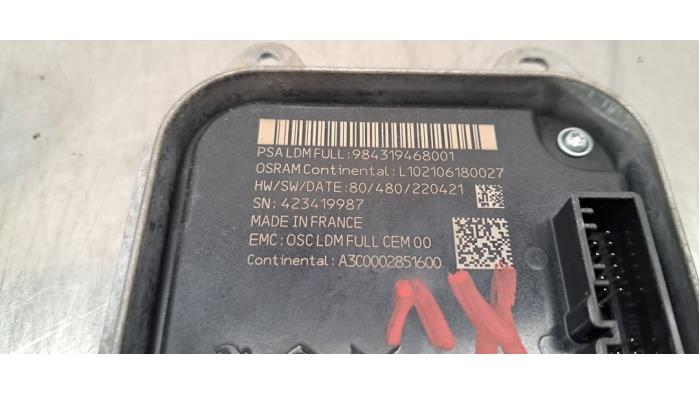 PSA LDM FULL :984319468001
OSRAM Continental: L102106180027
HW/SW/DATE: 80/480/220421
SN: 423419987
MADE IN FRANCE
EMC: OSC LDM FULL CEM 00
Continental: A3C0002851600